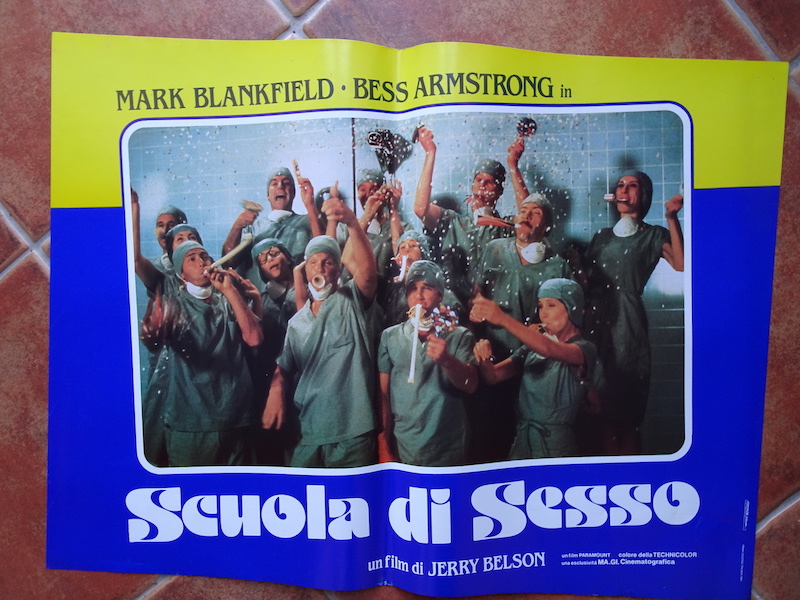 MARK BLANKFIELD • BESS ARMSTRONG in
Scuola di Sesso
un film di JERRY BELSON
un film PARAMOUNT colore della TECHNICOLOR
una esclusività MA.GI. Cinematografica